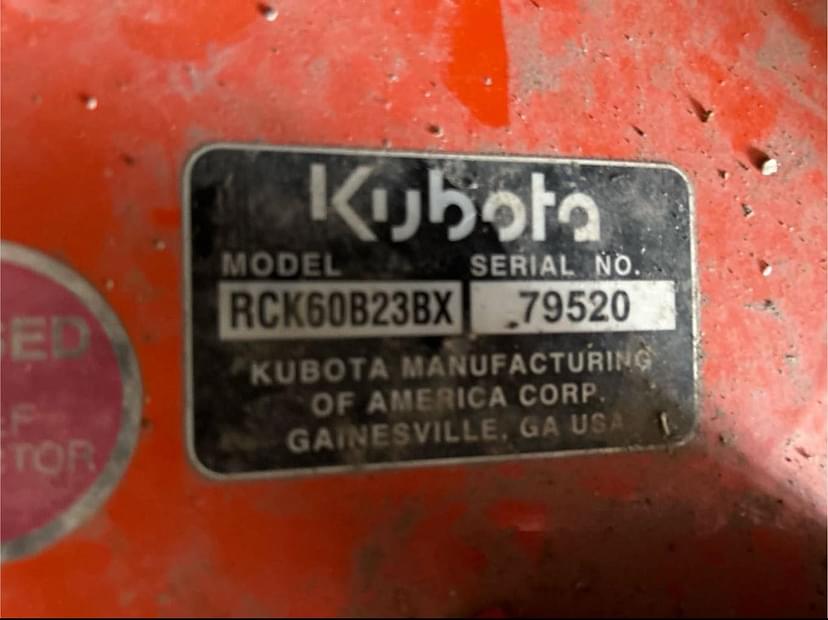 Kubota
MODEL SERIAL NO.
RCK60B23BX 79520
KUBOTA MANUFACTURING
OF AMERICA CORP.
GAINESVILLE, GA USA